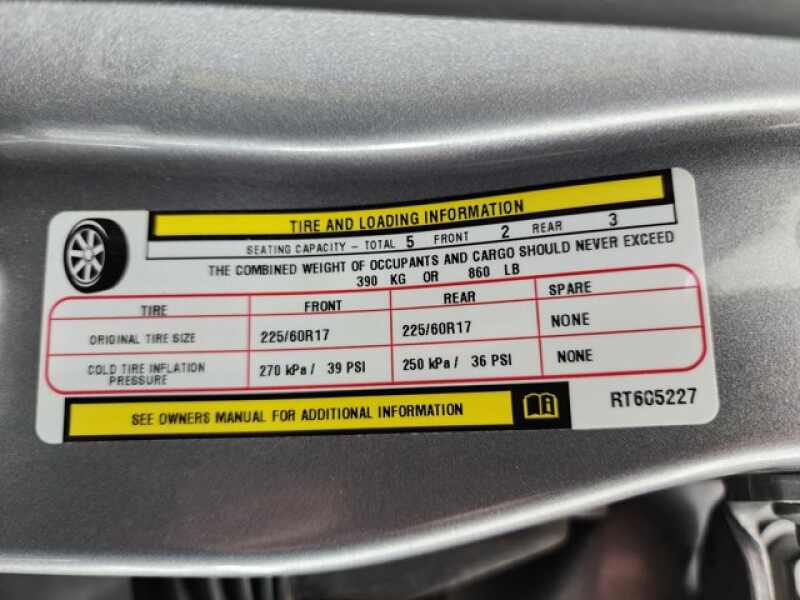 TIRE AND LOADING INFORMATION
SEATING CAPACITY – TOTAL 5 FRONT 2 REAR 3
THE COMBINED WEIGHT OF OCCUPANTS AND CARGO SHOULD NEVER EXCEED
390 KG OR 860 LB
TIRE FRONT REAR SPARE
ORIGINAL TIRE SIZE 225/60R17 225/60R17 NONE
COLD TIRE INFLATION PRESSURE 270 kPa / 39 PSI 250 kPa / 36 PSI NONE
SEE OWNERS MANUAL FOR ADDITIONAL INFORMATION
RT6C5227